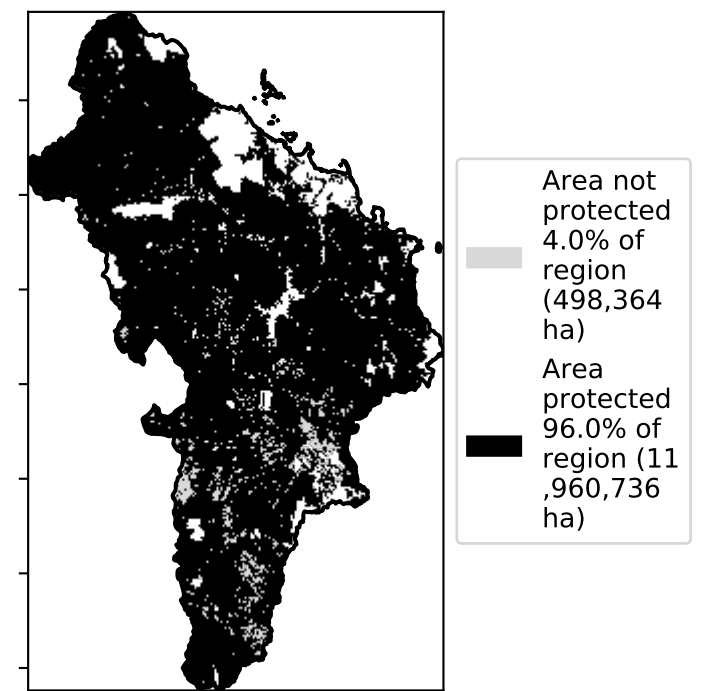 Area not
protected
4.0% of
region
(498,364
ha)
Area
protected
96.0% of
region (11
,960,736
ha)